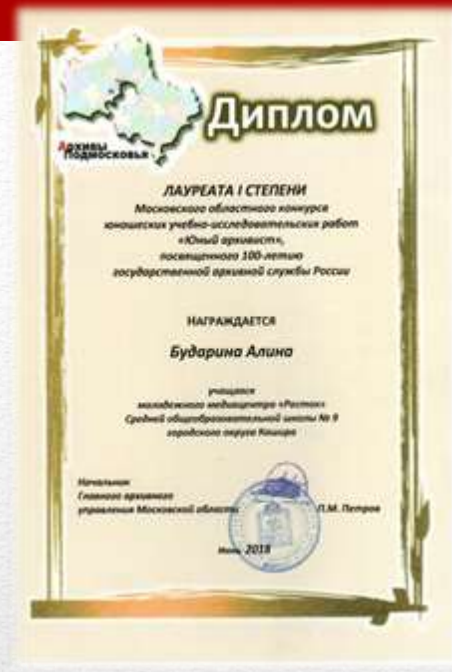 Архивы
Подмосковья
Диплом
ЛАУРЕАТА I СТЕПЕНИ
Московского областного конкурса
юношеских учебно-исследовательских работ
«Юный архивист»,
посвященного 100-летию
государственной архивной службы России
НАГРАЖДАЕТСЯ
Бударина Алина
учащаяся
молодежного медиацентра «Росток»
Средней общеобразовательной школы № 9
городского округа Кашира
Начальник
Главного архивного
управления Московской области П.М. Петров
2018